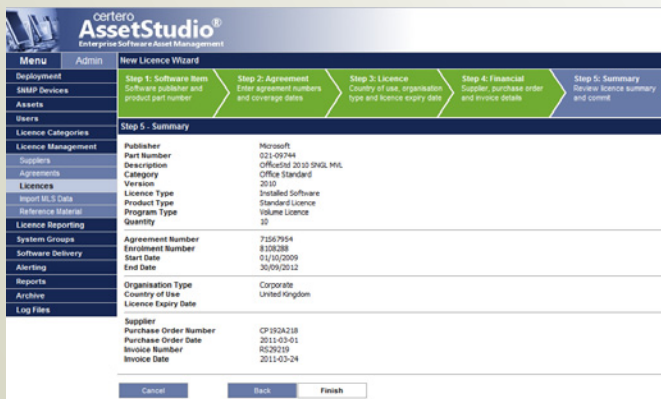 certero
AssetStudio®
Enterprise Software Asset Management
Menu Admin
Deployment
SNMP Devices
Assets
Users
Licence Categories
Licence Management
Suppliers
Agreements
Licences
Import MLS Data
Reference Material
Licence Reporting
System Groups
Software Delivery
Alerting
Reports
Archive
Log Files
New Licence Wizard
Step 1: Software Item
Software publisher and
product part number
Step 2: Agreement
Enter agreement numbers
and coverage dates
Step 3: Licence
Country of use, organisation
type and licence expiry date
Step 4: Financial
Supplier, purchase order
and invoice details
Step 5: Summary
Review licence summary
and commit
Step 5 - Summary
Publisher Microsoft
Part Number 021-09744
Description OfficeStd 2010 SNGL MVL
Category Office Standard
Version 2010
Licence Type Installed Software
Product Type Standard Licence
Program Type Volume Licence
Quantity 10
Agreement Number 71567954
Enrolment Number 8108288
Start Date 01/10/2009
End Date 30/09/2012
Organisation Type Corporate
Country of Use United Kingdom
Licence Expiry Date
Supplier
Purchase Order Number CP192A218
Purchase Order Date 2011-03-01
Invoice Number RS29219
Invoice Date 2011-03-24
Cancel Back Finish